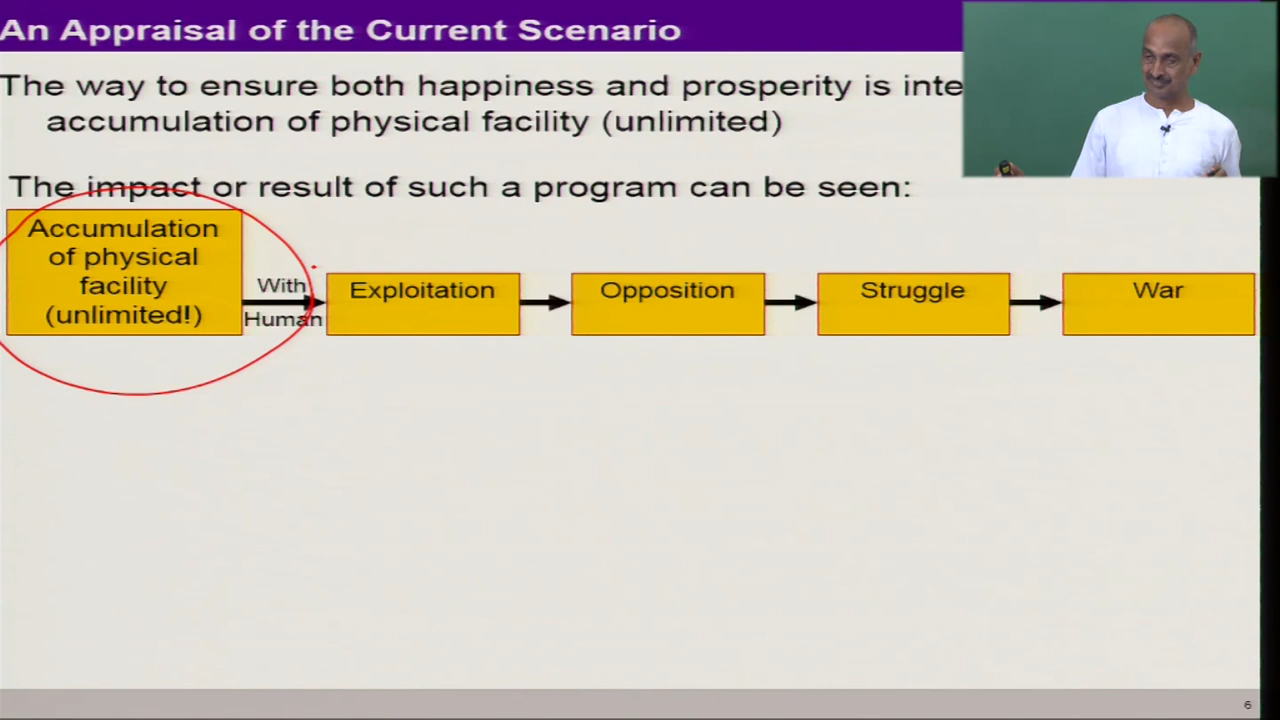 An Appraisal of the Current Scenario
The way to ensure both happiness and prosperity is
accumulation of physical facility (unlimited)
The impact or result of such a program can be seen:
Accumulation
of physical
facility
(unlimited!)
With
Human
Exploitation
Opposition
Struggle
War
6